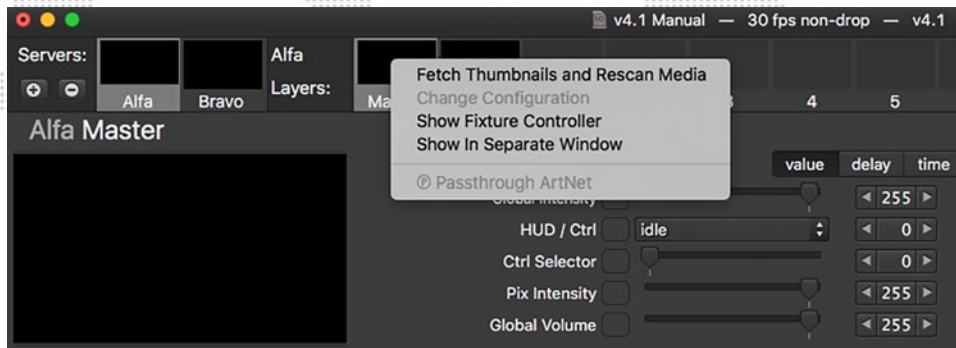 v4.1 Manual — 30 fps non-drop — v4.1
Servers:
Alfa
Bravo
Alfa
Layers:
Ma
4
5
Fetch Thumbnails and Rescan Media
Change Configuration
Show Fixture Controller
Show In Separate Window
Ⓟ Passthrough ArtNet
Alfa Master
value delay time
Global Intensity 255
HUD / Ctrl idle 0
Ctrl Selector 0
Pix Intensity 255
Global Volume 255